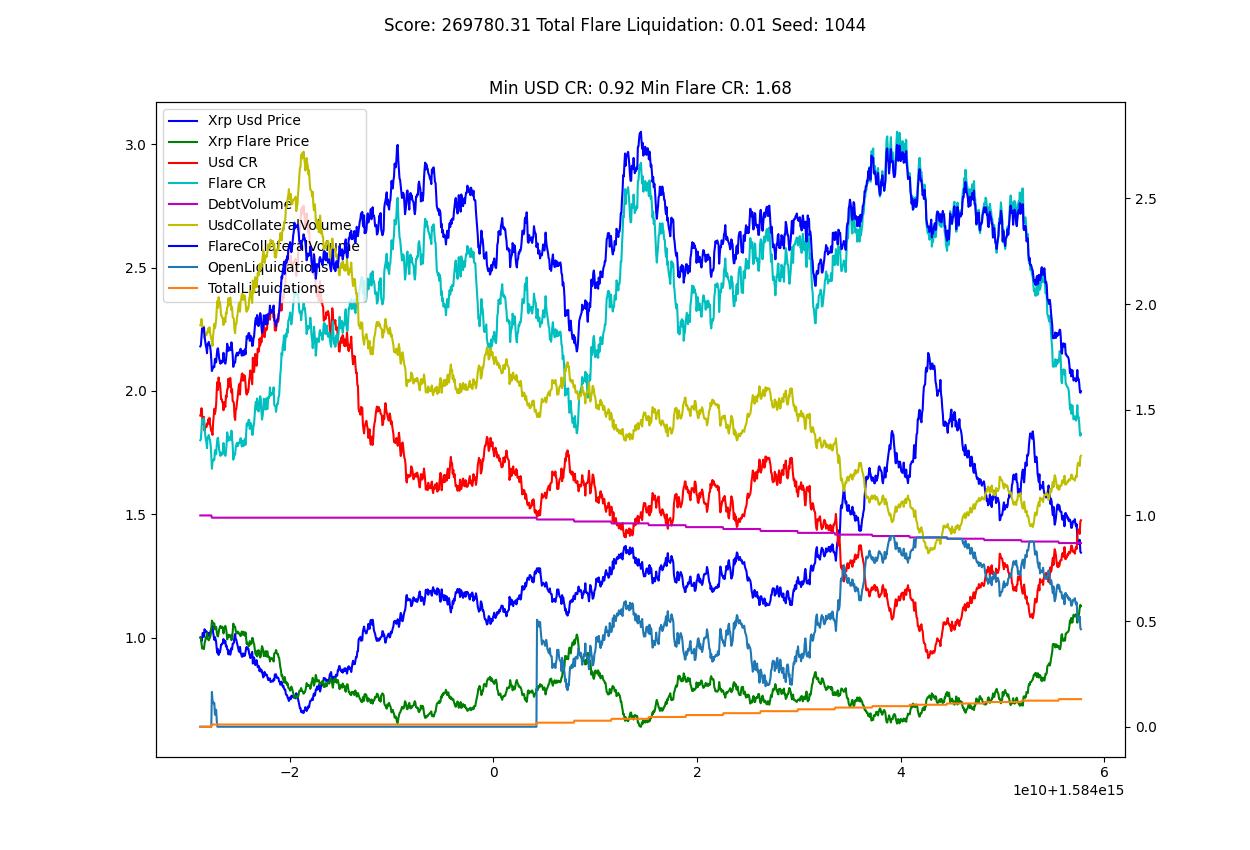 Score: 269780.31 Total Flare Liquidation: 0.01 Seed: 1044
Min USD CR: 0.92 Min Flare CR: 1.68
Xrp Usd Price
Xrp Flare Price
Usd CR
Flare CR
DebtVolume
UsdCollateralVolume
FlareCollateralVolume
OpenLiquidations
TotalLiquidations
3.0
2.5
2.0
1.5
1.0
2.5
2.0
1.5
1.0
0.5
0.0
−2
0
2
4
6
1e10+1.584e15